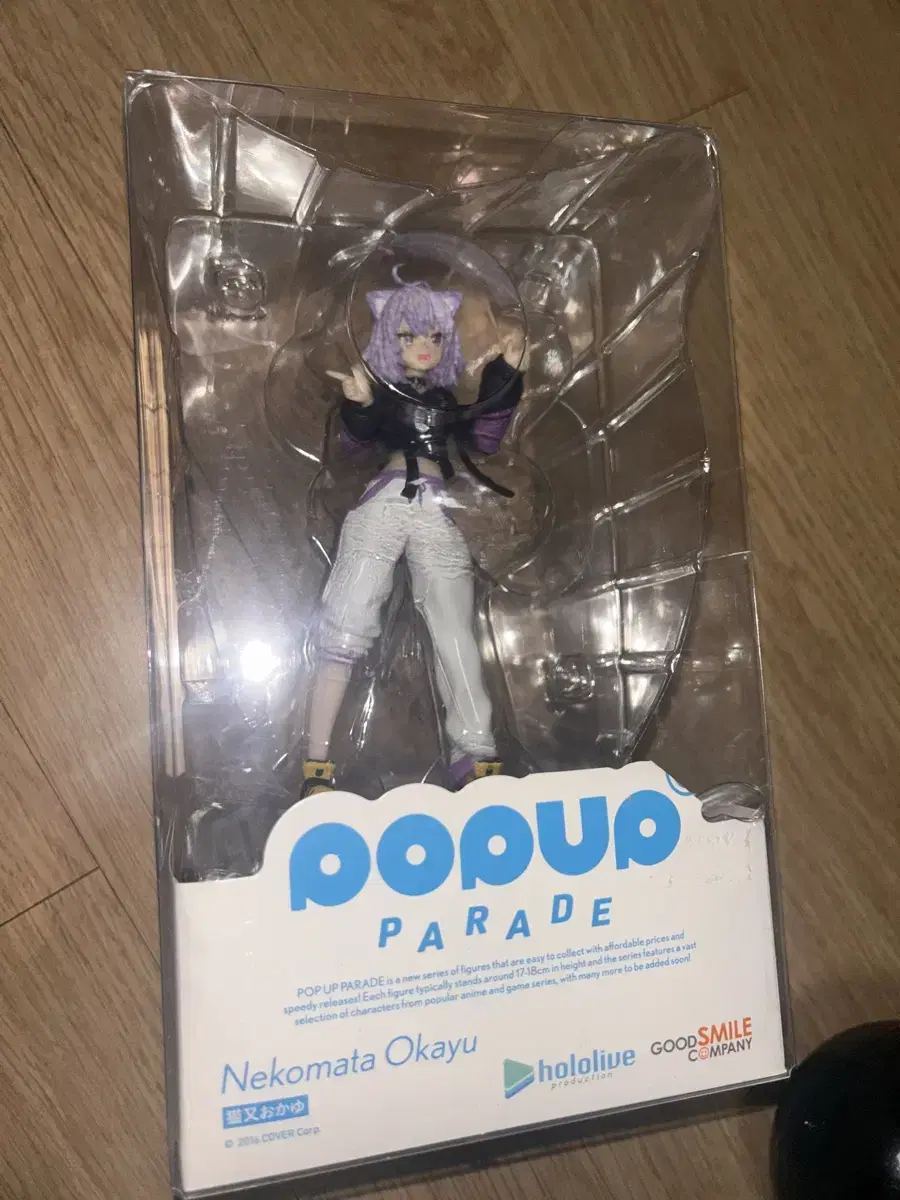 POPUP
PARADE
POP UP PARADE is a new series of figures that are easy to collect with affordable prices and
speedy releases! Each figure typically stands around 17-18cm in height and the series features a vast
selection of characters from popular anime and game series, with many more to be added soon!
Nekomata Okayu
猫又おかゆ
© 2016 COVER Corp.
hololive
production
GOOD SMILE
COMPANY